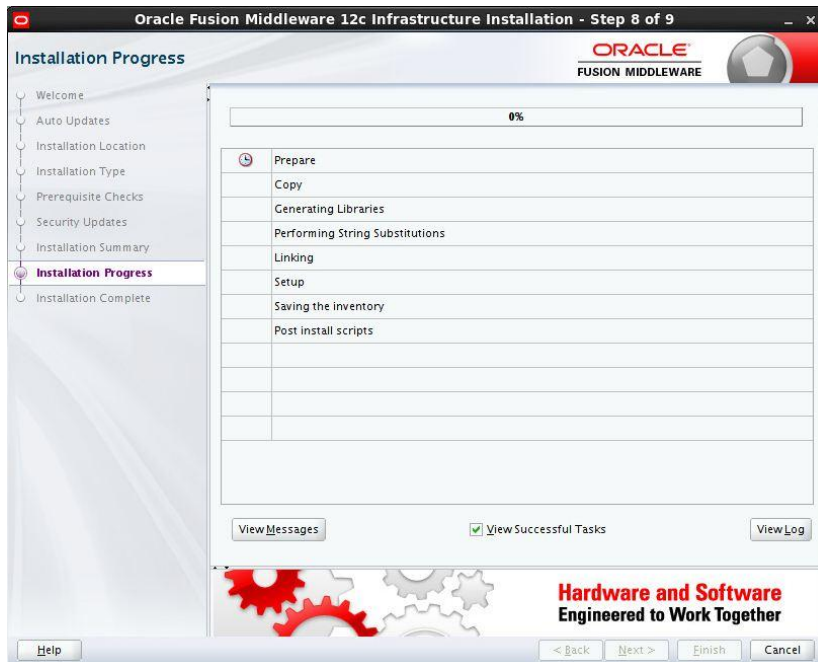 Oracle Fusion Middleware 12c Infrastructure Installation - Step 8 of 9
Installation Progress
ORACLE
FUSION MIDDLEWARE
Welcome
Auto Updates
Installation Location
Installation Type
Prerequisite Checks
Security Updates
Installation Summary
Installation Progress
Installation Complete
0%
Prepare
Copy
Generating Libraries
Performing String Substitutions
Linking
Setup
Saving the inventory
Post install scripts
View Messages
View Successful Tasks
View Log
Hardware and Software
Engineered to Work Together
Help
< Back
Next >
Finish
Cancel